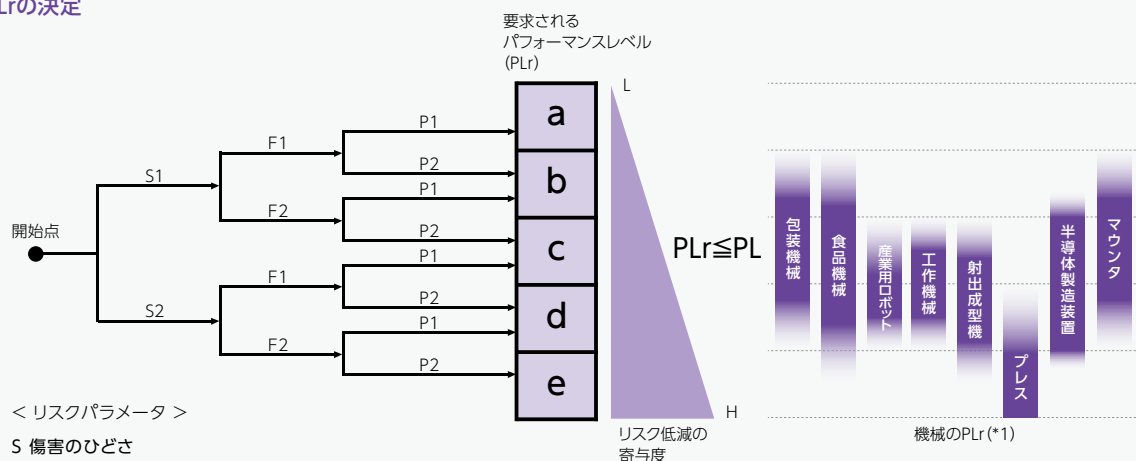 Lrの決定
要求される
パフォーマンスレベル
(PLr)
開始点
S1
S2
F1
F2
F1
F2
P1
P2
P1
P2
P1
P2
P1
P2
a
b
c
d
e
L
H
リスク低減の
寄与度
PLr≦PL
包装機械
食品機械
産業用ロボット
工作機械
射出成型機
プレス
半導体製造装置
マウンタ
機械のPLr(*1)
< リスクパラメータ >
S 傷害のひどさ